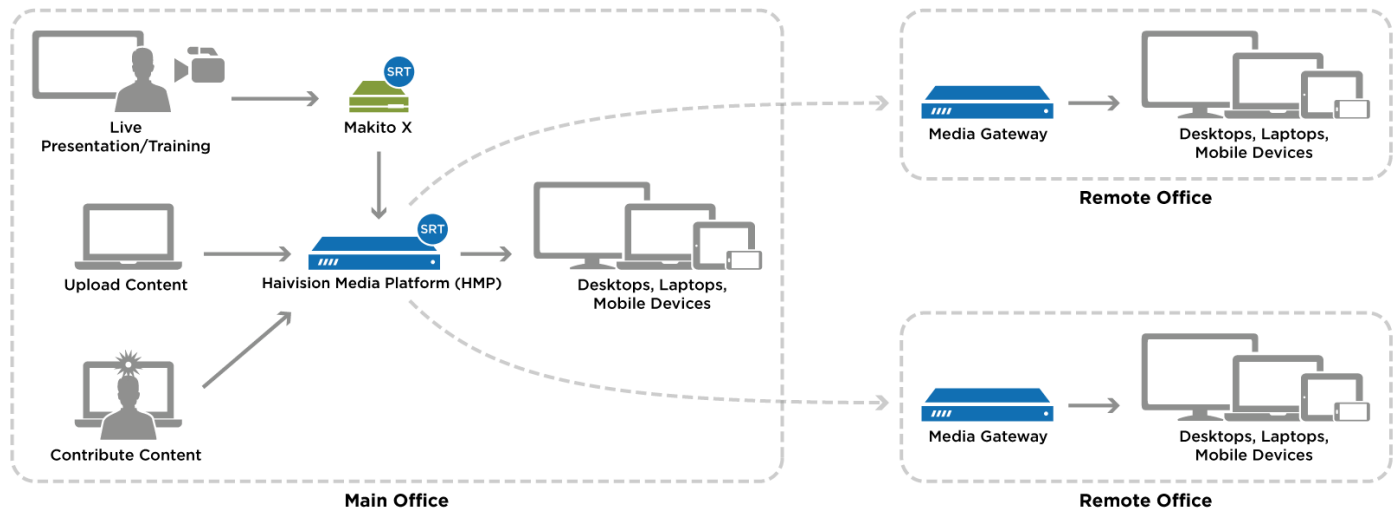 SRT
Live
Presentation/Training
Makito X
Upload Content
SRT
Haivision Media Platform (HMP)
Desktops, Laptops,
Mobile Devices
Contribute Content
Main Office
Media Gateway
Desktops, Laptops,
Mobile Devices
Remote Office
Media Gateway
Desktops, Laptops,
Mobile Devices
Remote Office